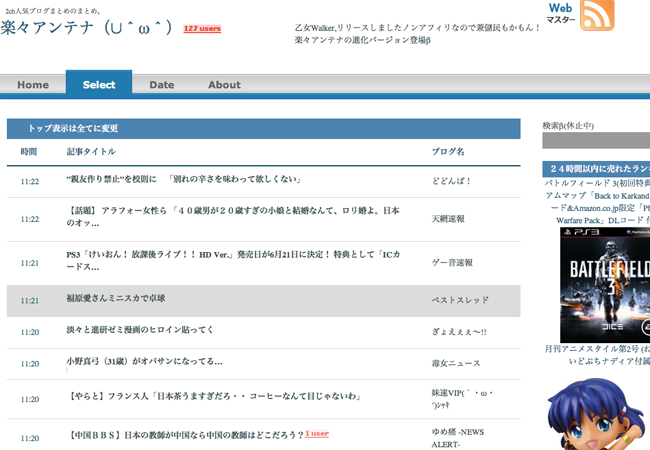 2ch人気ブログまとめのまとめ。
楽々アンテナ（∪＾ω＾） 127 users
乙女Walker,リリースしましたノンアフィリなので兼儲民もかもん！
楽々アンテナの進化バージョン登場β
Web
マスター
Home Select Date About
トップ表示は全てに変更
時間 記事タイトル ブログ名
11:22 ”親友作り禁止”を校則に 「別れの辛さを味わって欲しくない」 どどんぱ！
11:22 【話題】 アラフォー女性ら 「４０歳男が２０歳すぎの小娘と結婚なんて、ロリ婚よ。日本
のオッ… 天網速報
11:21 PS3「けいおん！ 放課後ライブ！！ HD Ver.」発売日が6月21日に決定！ 特典として「ICカ
ードス… ゲー音速報
11:21 福原愛さんミニスカで卓球 ベストスレッド
11:20 淡々と進研ゼミ漫画のヒロイン貼ってく ぎょえぇぇ〜!!
11:20 小野真弓（31歳）がオバサンになってる… 毒女ニュース
11:20 【やらと】フランス人「日本茶うますぎだろ・・ コーヒーなんて目じゃないわ」 妹速VIP(｀・ω・
´)ｼｬｷ
11:20 【中国ＢＢＳ】日本の教師が中国なら中国の教師はどこだろう？ 1 user ゆめ痛 -NEWS
ALERT-
検索β(休止中)
２４時間以内に売れたラン
バトルフィールド 3(初回特典
アムマップ「Back to Karkand
ード&Amazon.co.jp限定「Ph
Warfare Pack」DLコード 付
PS3
BATTLEFIELD
3
DICE EA
月刊アニメスタイル第2号 (ね
いどぷちナディア付属